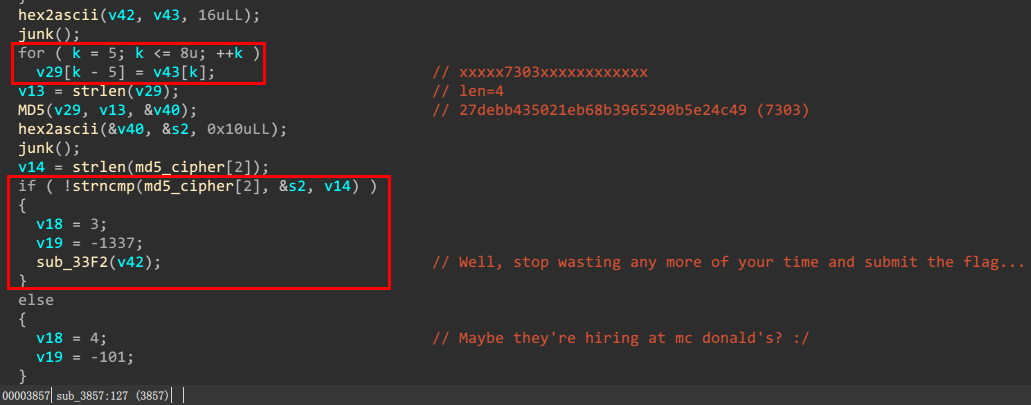 }
hex2ascii(v42, v43, 16uLL);
junk();
for ( k = 5; k <= 8u; ++k )
v29[k - 5] = v43[k]; // xxxxx7303xxxxxxxxxxxx
v13 = strlen(v29); // len=4
MD5(v29, v13, &v40); // 27debb435021eb68b3965290b5e24c49 (7303)
hex2ascii(&v40, &s2, 0x10uLL);
junk();
v14 = strlen(md5_cipher[2]);
if ( !strncmp(md5_cipher[2], &s2, v14) )
{
v18 = 3;
v19 = -1337;
sub_33F2(v42); // Well, stop wasting any more of your time and submit the flag...
}
else
{
v18 = 4; // Maybe they're hiring at mc donald's? :/
v19 = -101;
}
00003857 sub_3857:127 (3857)